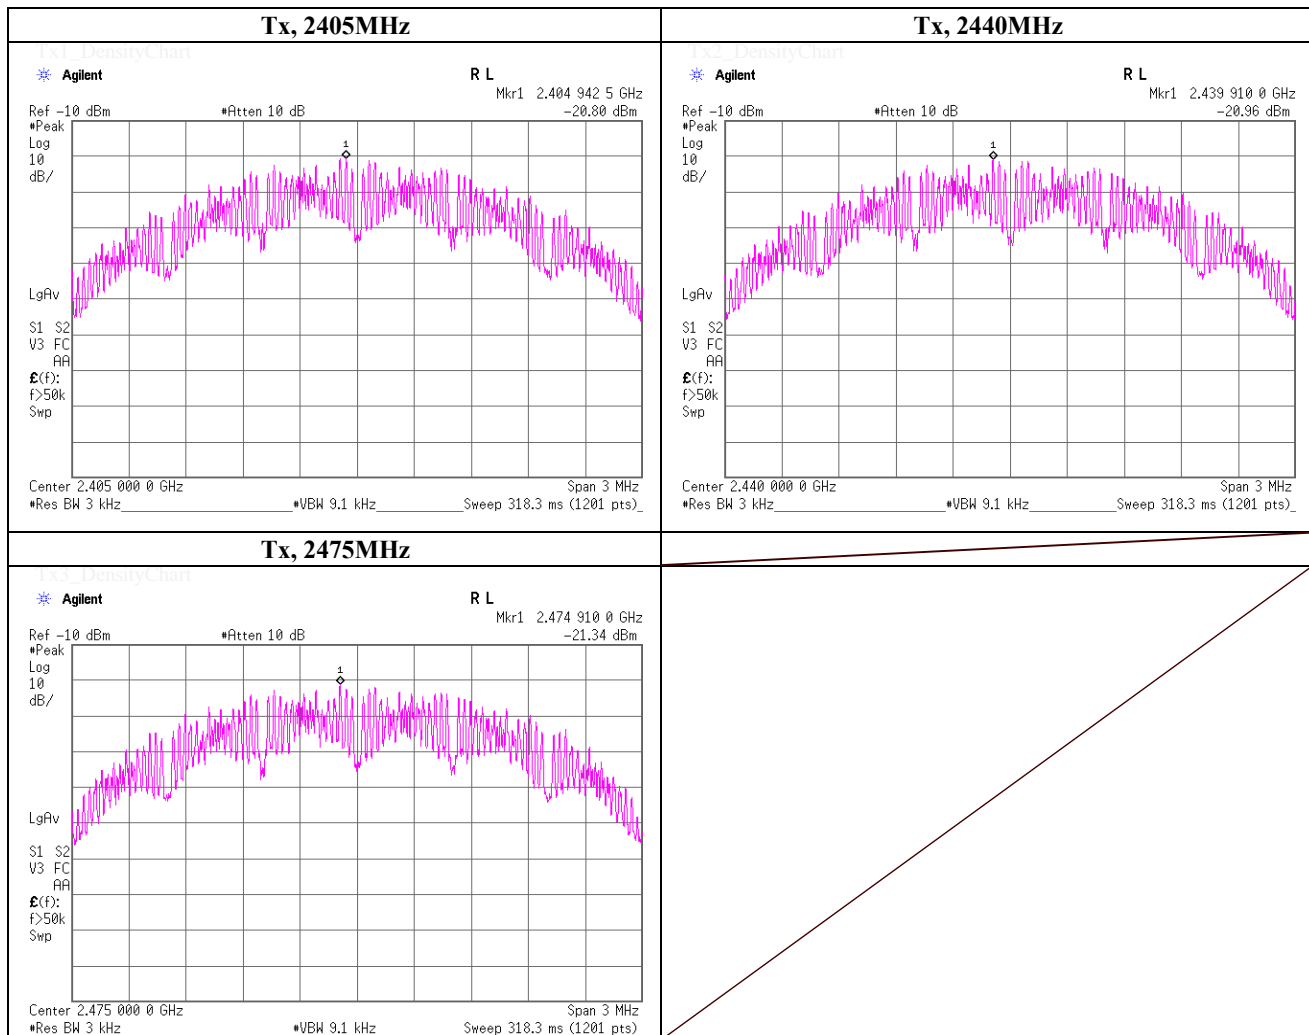 Tx, 2405MHz
Tx1_DensityChart
Agilent
R L
Mkr1 2.404 942 5 GHz
Ref -10 dBm #Atten 10 dB -20.80 dBm
#Peak
Log
10
dB/
1
LgAv
S1 S2
V3 FC
AA
£(f):
f>50k
Swp
Center 2.405 000 0 GHz Span 3 MHz
#Res BW 3 kHz #VBW 9.1 kHz Sweep 318.3 ms (1201 pts)
Tx, 2440MHz
Tx2_DensityChart
Agilent
R L
Mkr1 2.439 910 0 GHz
Ref -10 dBm #Atten 10 dB -20.96 dBm
#Peak
Log
10
dB/
1
LgAv
S1 S2
V3 FC
AA
£(f):
f>50k
Swp
Center 2.440 000 0 GHz Span 3 MHz
#Res BW 3 kHz #VBW 9.1 kHz Sweep 318.3 ms (1201 pts)
Tx, 2475MHz
Tx3_DensityChart
Agilent
R L
Mkr1 2.474 910 0 GHz
Ref -10 dBm #Atten 10 dB -21.34 dBm
#Peak
Log
10
dB/
1
LgAv
S1 S2
V3 FC
AA
£(f):
f>50k
Swp
Center 2.475 000 0 GHz Span 3 MHz
#Res BW 3 kHz #VBW 9.1 kHz Sweep 318.3 ms (1201 pts)